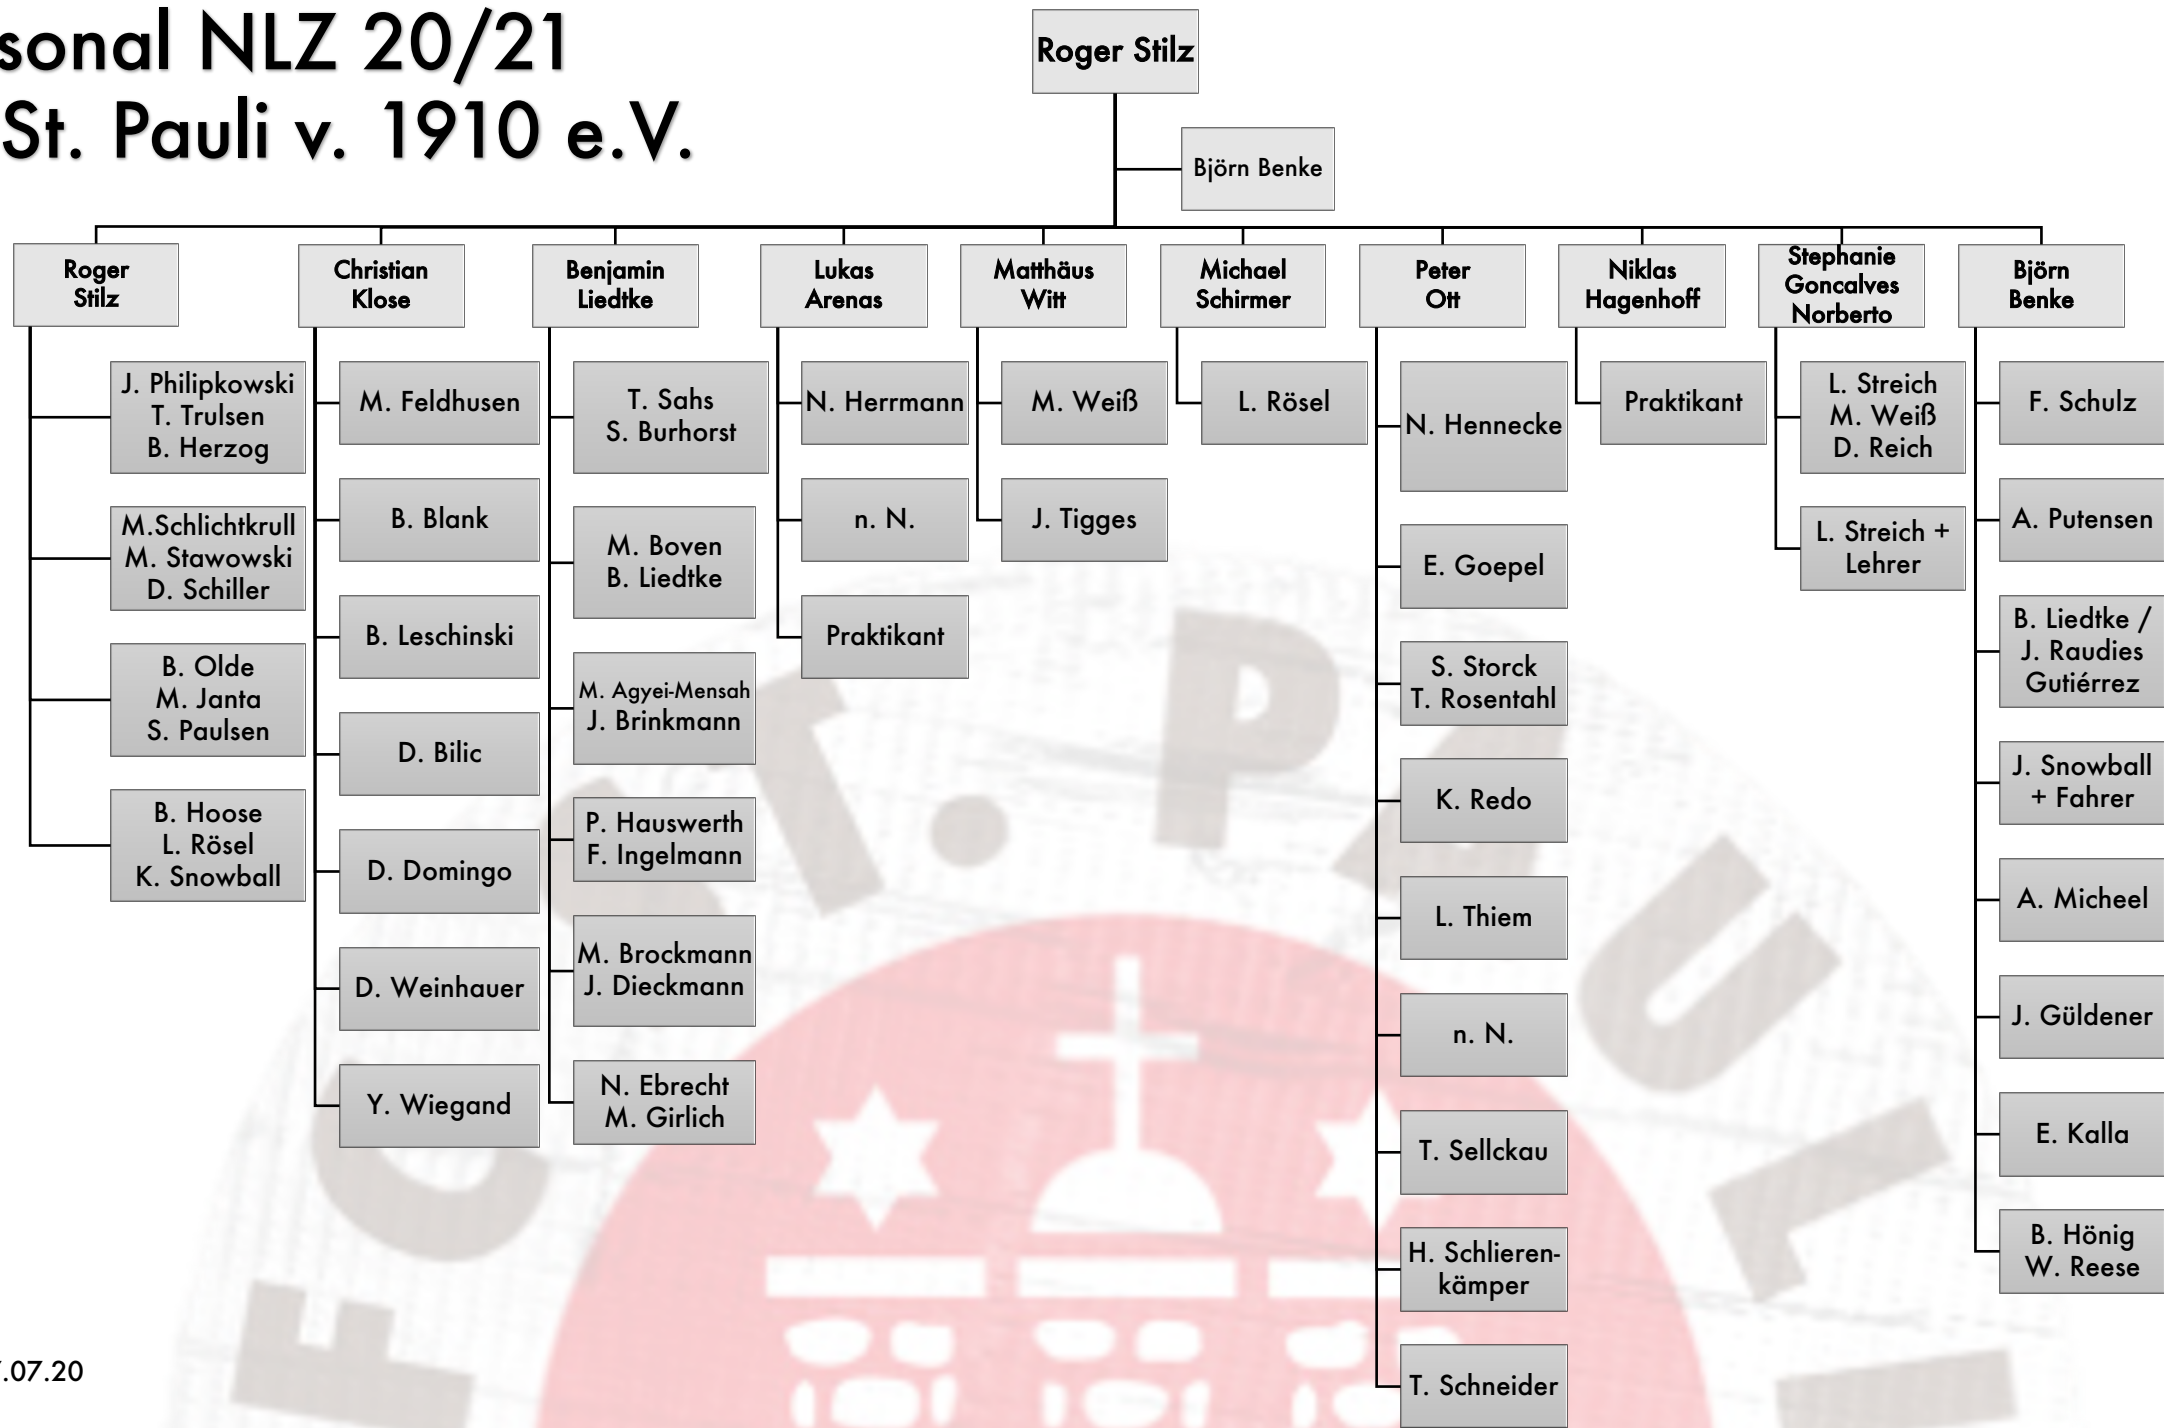 sonal NLZ 20/21
St. Pauli v. 1910 e.V.
Roger Stilz
Björn Benke
Roger
Stilz
J. Philipkowski
T. Trulsen
B. Herzog
M.Schlichtkrull
M. Stawowski
D. Schiller
B. Olde
M. Janta
S. Paulsen
B. Hoose
L. Rösel
K. Snowball
Christian
Klose
M. Feldhusen
B. Blank
B. Leschinski
D. Bilic
D. Domingo
D. Weinhauer
Y. Wiegand
Benjamin
Liedtke
T. Sahs
S. Burhorst
M. Boven
B. Liedtke
M. Agyei-Mensah
J. Brinkmann
P. Hauswerth
F. Ingelmann
M. Brockmann
J. Dieckmann
N. Ebrecht
M. Girlich
Lukas
Arenas
N. Herrmann
n. N.
Praktikant
Matthäus
Witt
M. Weiß
J. Tigges
Michael
Schirmer
L. Rösel
Peter
Ott
N. Hennecke
E. Goepel
S. Storck
T. Rosentahl
K. Redo
L. Thiem
n. N.
T. Sellckau
H. Schlieren-
kämper
T. Schneider
Niklas
Hagenhoff
Praktikant
Stephanie
Goncalves
Norberto
L. Streich
M. Weiß
D. Reich
L. Streich +
Lehrer
Björn
Benke
F. Schulz
A. Putensen
B. Liedtke /
J. Raudies
Gutiérrez
J. Snowball
+ Fahrer
A. Micheel
J. Güldener
E. Kalla
B. Hönig
W. Reese
FC ST. PAULI
.07.20